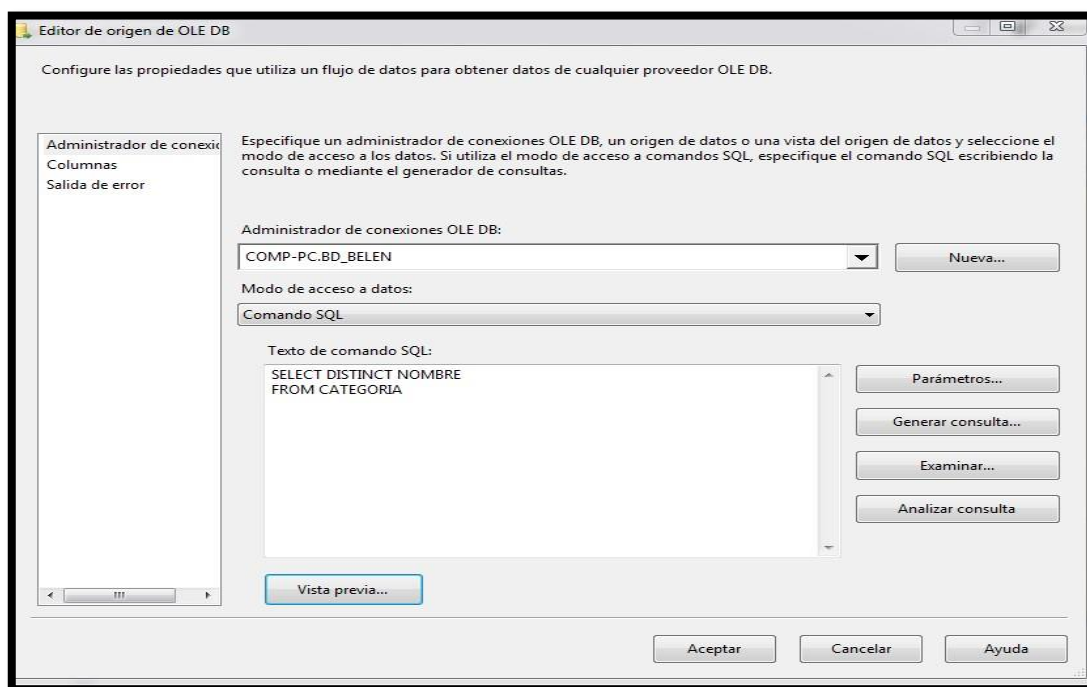 Editor de origen de OLE DB
Configure las propiedades que utiliza un flujo de datos para obtener datos de cualquier proveedor OLE DB.
Administrador de conexic
Columnas
Salida de error
Especifique un administrador de conexiones OLE DB, un origen de datos o una vista del origen de datos y seleccione el
modo de acceso a los datos. Si utiliza el modo de acceso a comandos SQL, especifique el comando SQL escribiendo la
consulta o mediante el generador de consultas.
Administrador de conexiones OLE DB:
COMP-PC.BD_BELEN
Nueva...
Modo de acceso a datos:
Comando SQL
Texto de comando SQL:
SELECT DISTINCT NOMBRE
FROM CATEGORIA
Parámetros...
Generar consulta...
Examinar...
Analizar consulta
Vista previa...
Aceptar
Cancelar
Ayuda